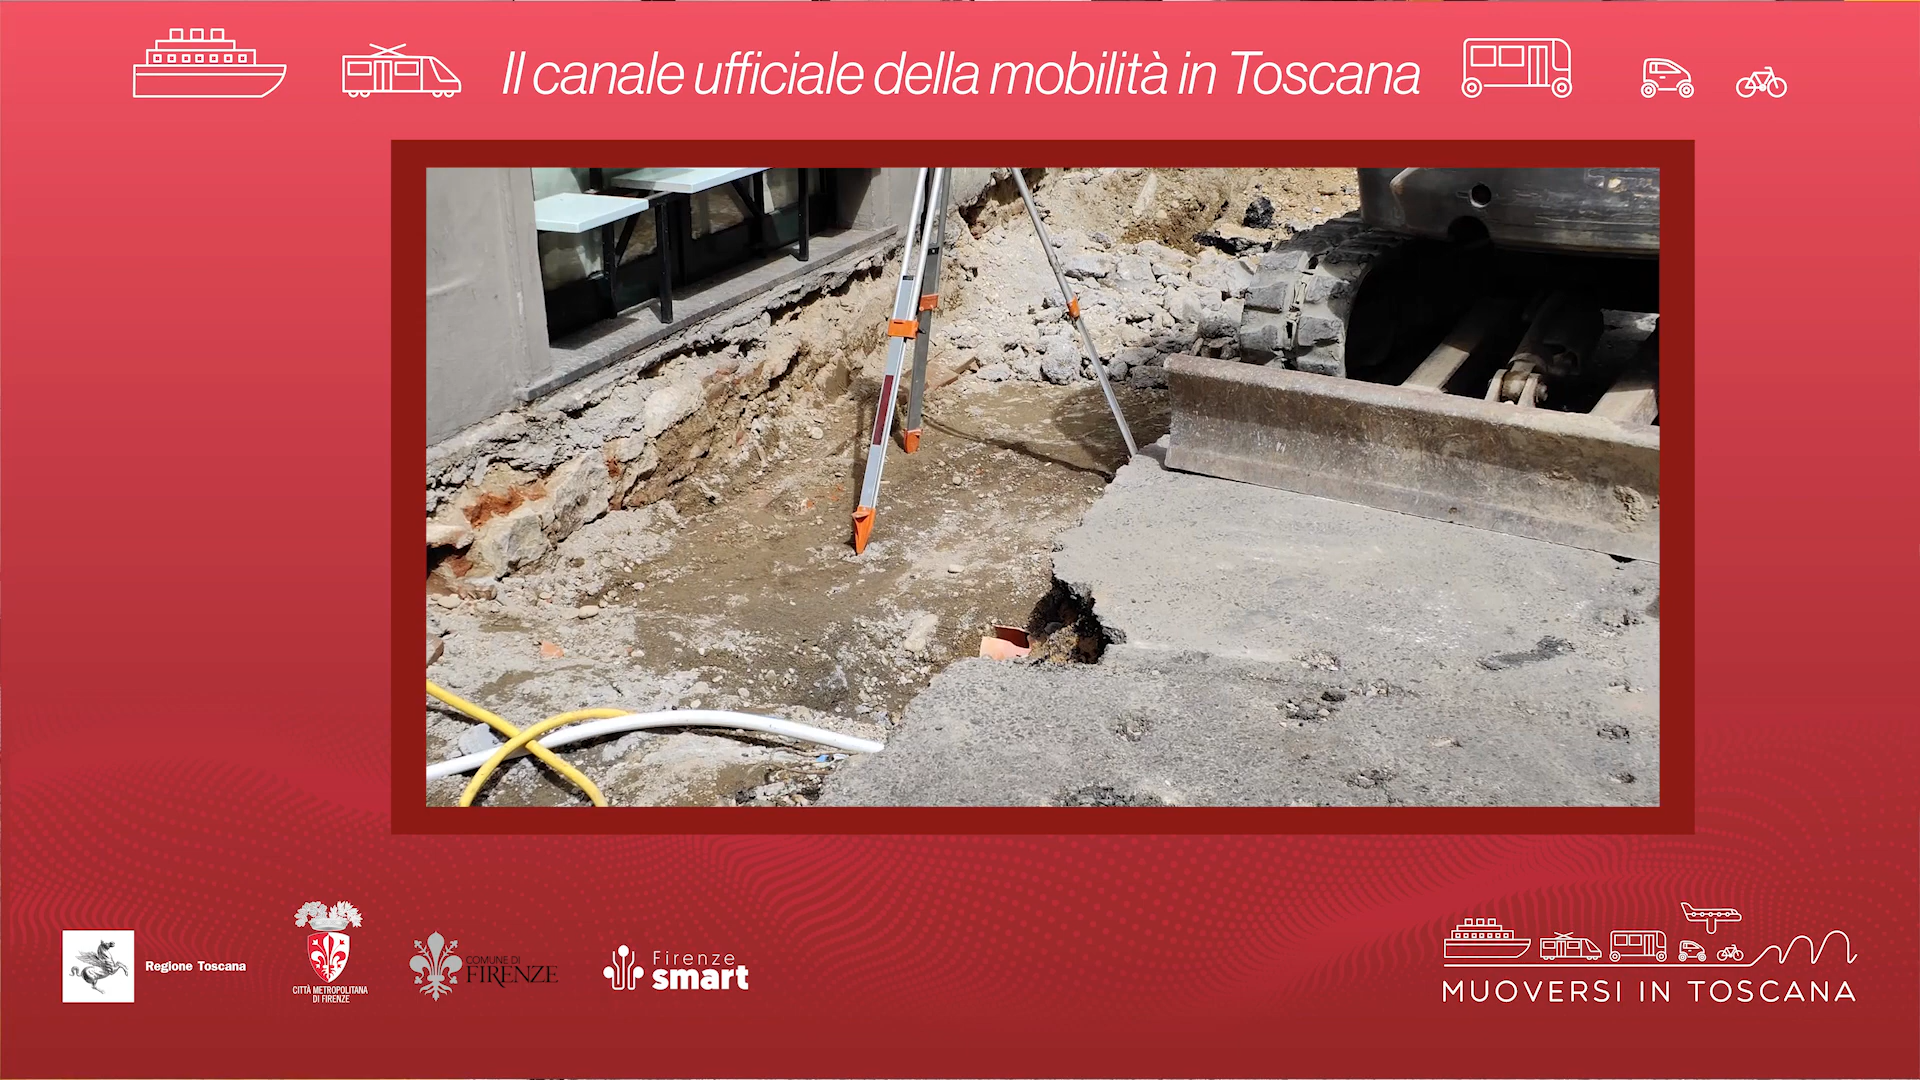 Il canale ufficiale della mobilità in Toscana
Regione Toscana
CITTÀ METROPOLITANA
DI FIRENZE
COMUNE DI
FIRENZE
Firenze
smart
MUOVERSI IN TOSCANA